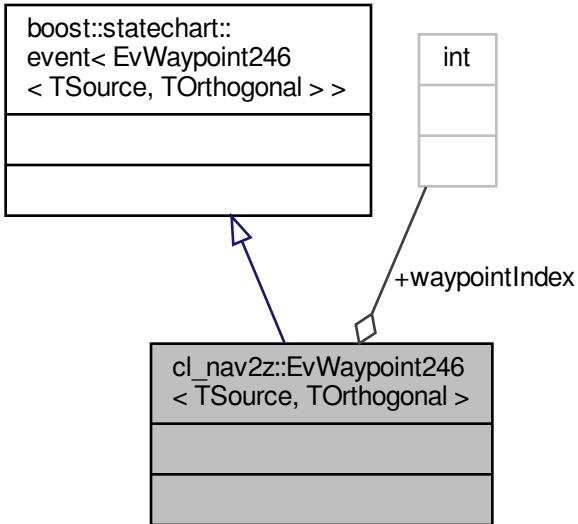 boost::statechart::
event< EvWaypoint246
< TSource, TOrthogonal > >
int
+waypointIndex
cl_nav2z::EvWaypoint246
< TSource, TOrthogonal >